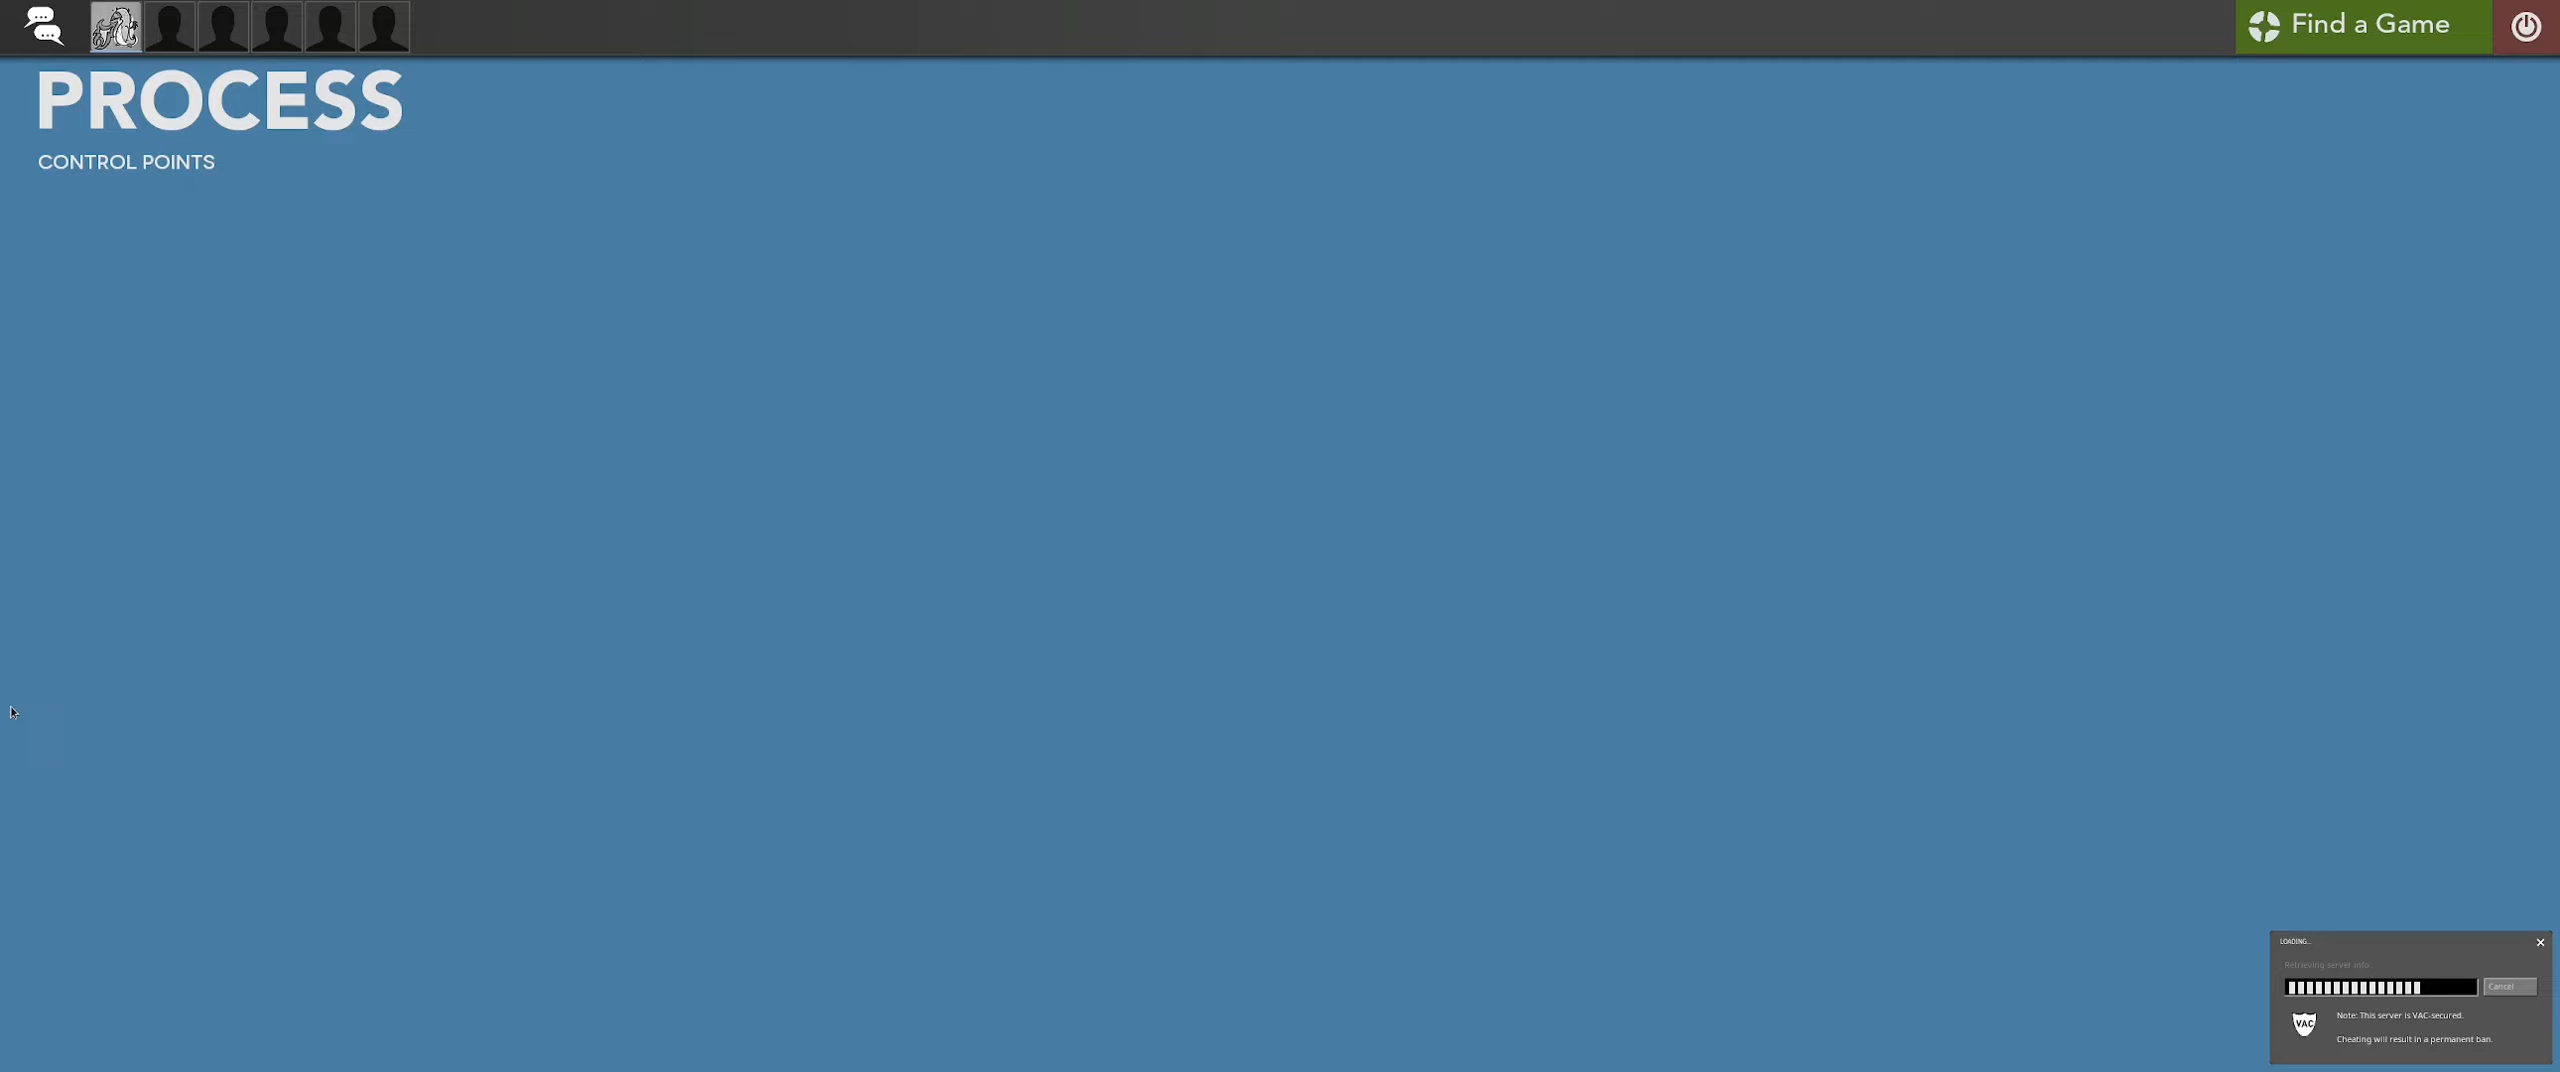 Find a Game
PROCESS
CONTROL POINTS
LOADING...
Retrieving server info...
Cancel
VAC
Note: This server is VAC-secured.
Cheating will result in a permanent ban.